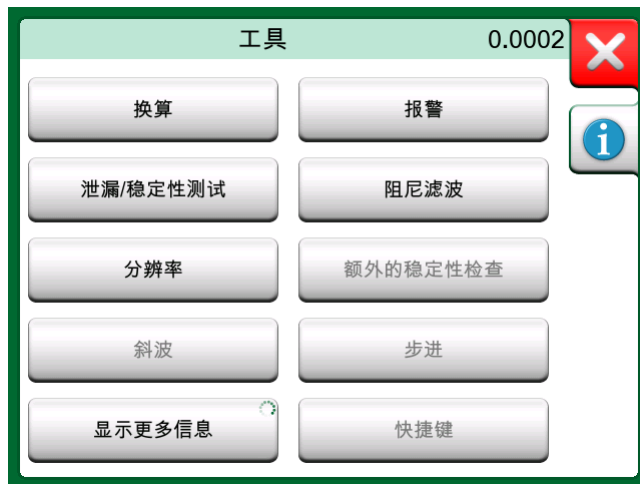 工具 0.0002
换算 报警
泄漏/稳定性测试 阻尼滤波
分辨率 额外的稳定性检查
斜波 步进
显示更多信息 快捷键